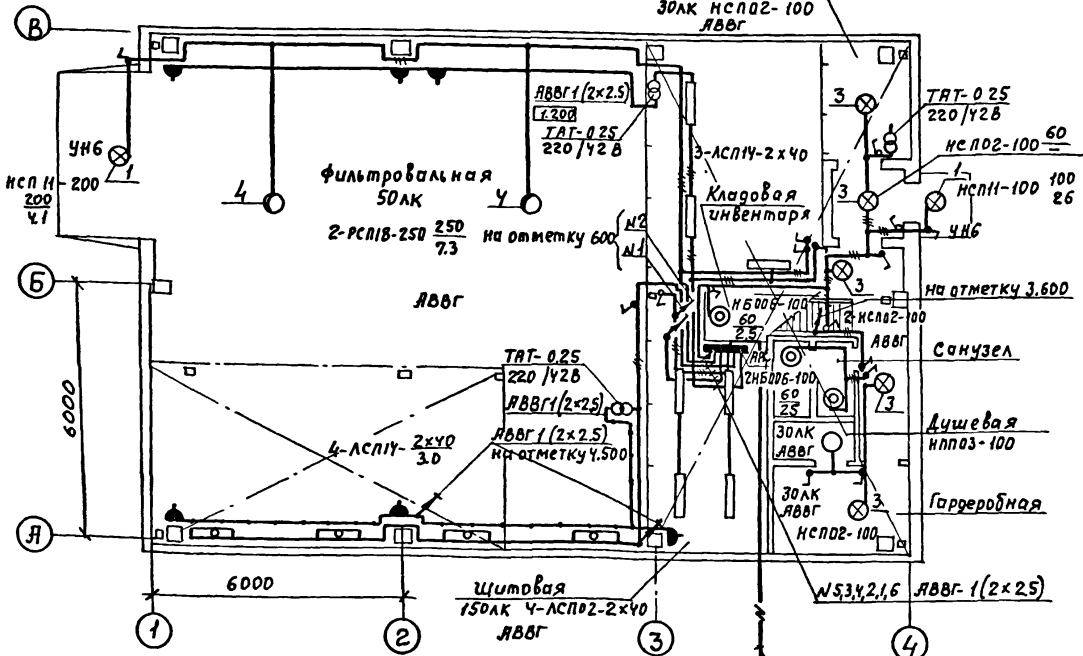 30лк НСП02-100
АВВГ
В
АВВГ1(2×2.5)
1.200
ТАТ-0.25
220/42В
3
ТАТ-0.25
220/42В
НСП02-100 60
—
УН6
1
НСП11-200
200
4.1
4
Фильтровальная
50лк
4
2-РСП18-250 250
7.3
на отметку 600
N2
N1
3-ЛСП14-2×40
Кладовая
инвентаря
3
1
НСП11-100 100
26
УН6
Б
АВВГ
2
НБ006-100
60
2.5
3
на отметку 3.600
2-НСП02-100
АВВГ
Санузел
ТАТ-0.25
220/42В
АВВГ1(2×2.5)
2НБ006-100
60
25
3
6000
4-ЛСП14- 2×40
3.0
АВВГ1(2×2.5)
на отметку 4.500
30лк
АВВГ
Душевая
НПП03-100
30лк
АВВГ
3
Гардеробная
НСП02-100
А
6000
Щитовая
150лк 4-ЛСП02-2×40
АВВГ
N5,3,4,2,1,6 АВВГ-1(2×2.5)
1
2
3
4